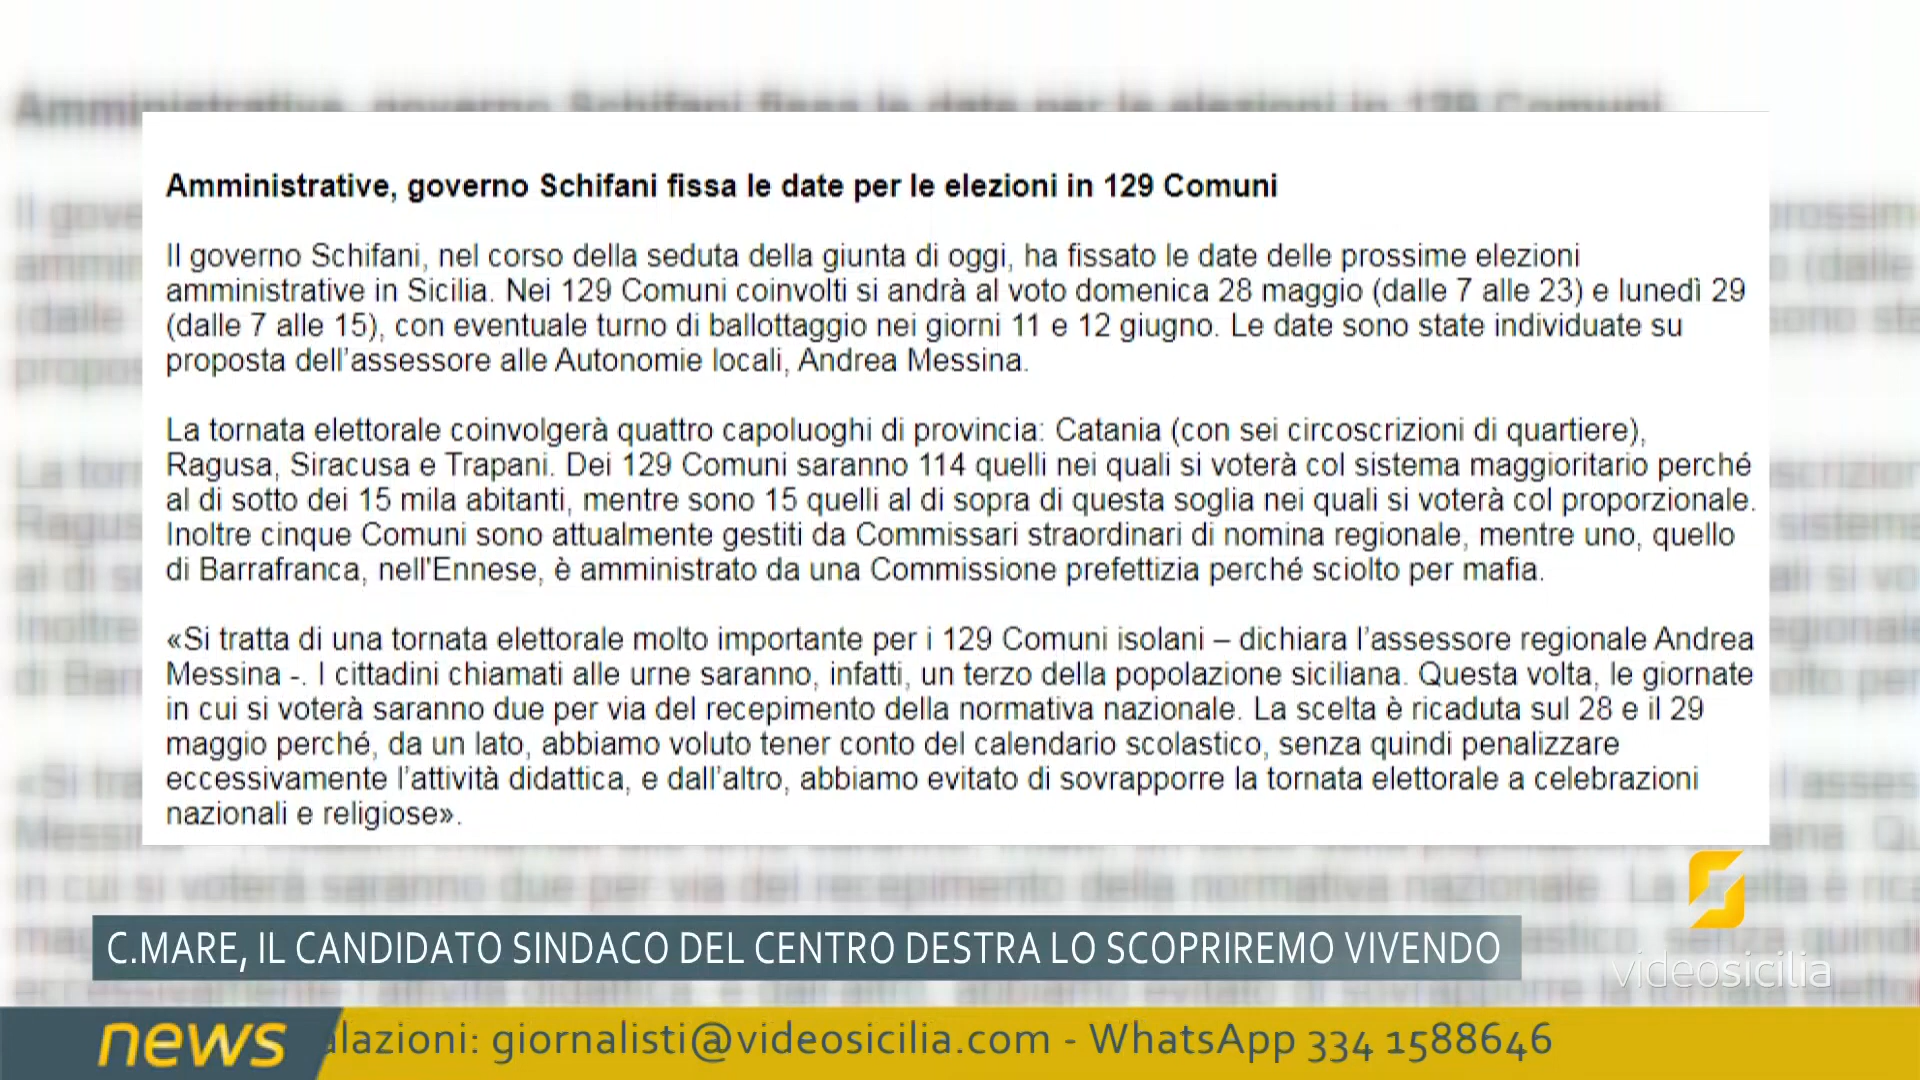 Amministrative, governo Schifani fissa le date per le elezioni in 129 Comuni
Il governo Schifani, nel corso della seduta della giunta di oggi, ha fissato le date delle prossime elezioni
amministrative in Sicilia. Nei 129 Comuni coinvolti si andrà al voto domenica 28 maggio (dalle 7 alle 23) e lunedì 29
(dalle 7 alle 15), con eventuale turno di ballottaggio nei giorni 11 e 12 giugno. Le date sono state individuate su
proposta dell’assessore alle Autonomie locali, Andrea Messina.
La tornata elettorale coinvolgerà quattro capoluoghi di provincia: Catania (con sei circoscrizioni di quartiere),
Ragusa, Siracusa e Trapani. Dei 129 Comuni saranno 114 quelli nei quali si voterà col sistema maggioritario perché
al di sotto dei 15 mila abitanti, mentre sono 15 quelli al di sopra di questa soglia nei quali si voterà col proporzionale.
Inoltre cinque Comuni sono attualmente gestiti da Commissari straordinari di nomina regionale, mentre uno, quello
di Barrafranca, nell'Ennese, è amministrato da una Commissione prefettizia perché sciolto per mafia.
«Si tratta di una tornata elettorale molto importante per i 129 Comuni isolani – dichiara l’assessore regionale Andrea
Messina -. I cittadini chiamati alle urne saranno, infatti, un terzo della popolazione siciliana. Questa volta, le giornate
in cui si voterà saranno due per via del recepimento della normativa nazionale. La scelta è ricaduta sul 28 e il 29
maggio perché, da un lato, abbiamo voluto tener conto del calendario scolastico, senza quindi penalizzare
eccessivamente l’attività didattica, e dall’altro, abbiamo evitato di sovrapporre la tornata elettorale a celebrazioni
nazionali e religiose».
C.MARE, IL CANDIDATO SINDACO DEL CENTRO DESTRA LO SCOPRIREMO VIVENDO
videosicilia
news
alazioni: giornalisti@videosicilia.com - WhatsApp 334 1588646